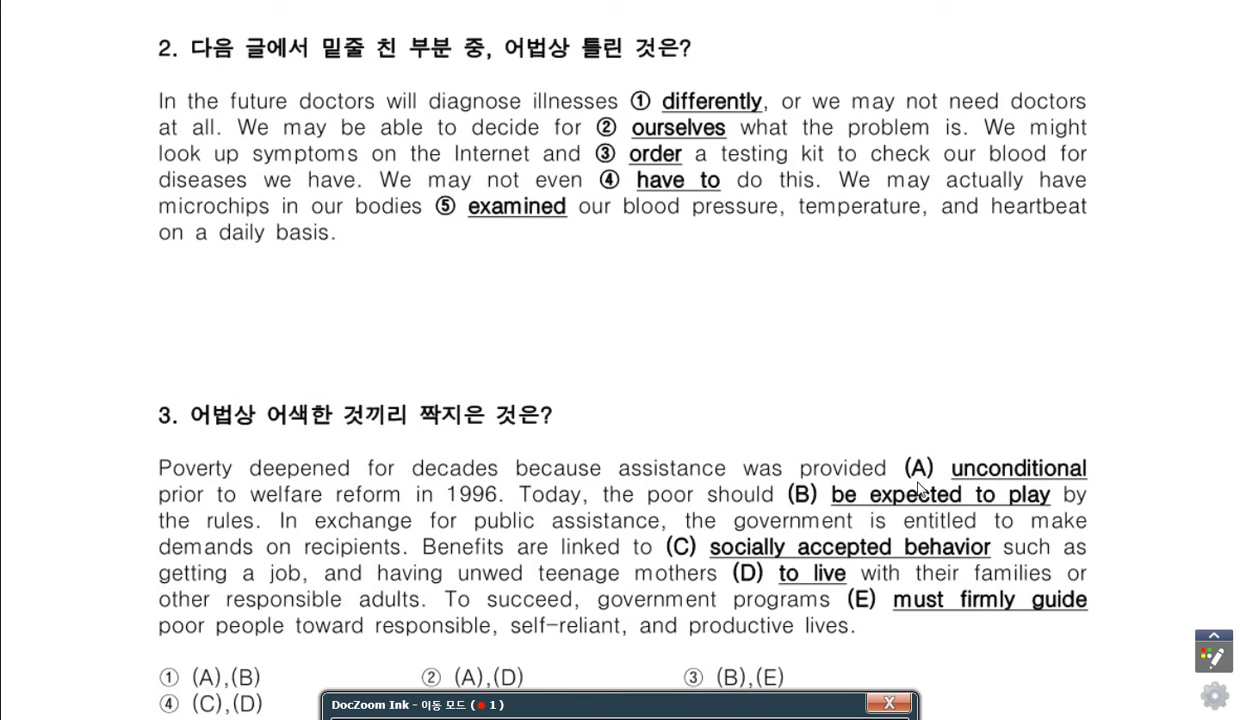 2. 다음 글에서 밑줄 친 부분 중, 어법상 틀린 것은?
In the future doctors will diagnose illnesses ① differently, or we may not need doctors
at all. We may be able to decide for ② ourselves what the problem is. We might
look up symptoms on the Internet and ③ order a testing kit to check our blood for
diseases we have. We may not even ④ have to do this. We may actually have
microchips in our bodies ⑤ examined our blood pressure, temperature, and heartbeat
on a daily basis.
3. 어법상 어색한 것끼리 짝지은 것은?
Poverty deepened for decades because assistance was provided (A) unconditional
prior to welfare reform in 1996. Today, the poor should (B) be expected to play by
the rules. In exchange for public assistance, the government is entitled to make
demands on recipients. Benefits are linked to (C) socially accepted behavior such as
getting a job, and having unwed teenage mothers (D) to live with their families or
other responsible adults. To succeed, government programs (E) must firmly guide
poor people toward responsible, self-reliant, and productive lives.
① (A),(B) ② (A),(D) ③ (B),(E)
④ (C),(D)
DocZoom Ink - 이동 모드 ( 1 )